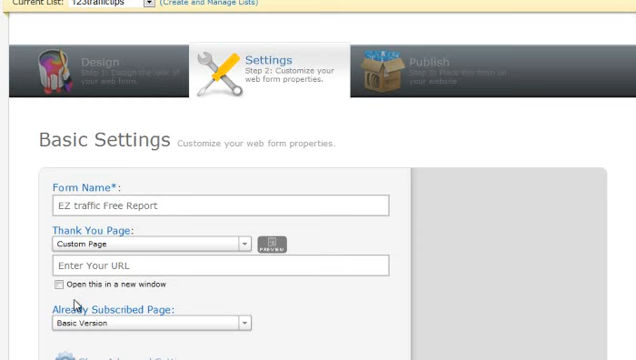 Current List: 123traffictips (Create and Manage Lists)
Design
Step 1: Design the look of
your web form.
Settings
Step 2: Customize your
web form properties.
Publish
Step 3: Place the form on
your website
Basic Settings Customize your web form properties.
Form Name*:
EZ traffic Free Report
Thank You Page:
Custom Page
PREVIEW
Enter Your URL
Open this in a new window
Already Subscribed Page:
Basic Version